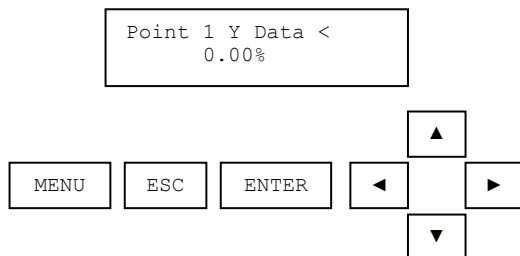 Point 1 Y Data <
0.00%
▲
MENU ESC ENTER ◄ ►
▼